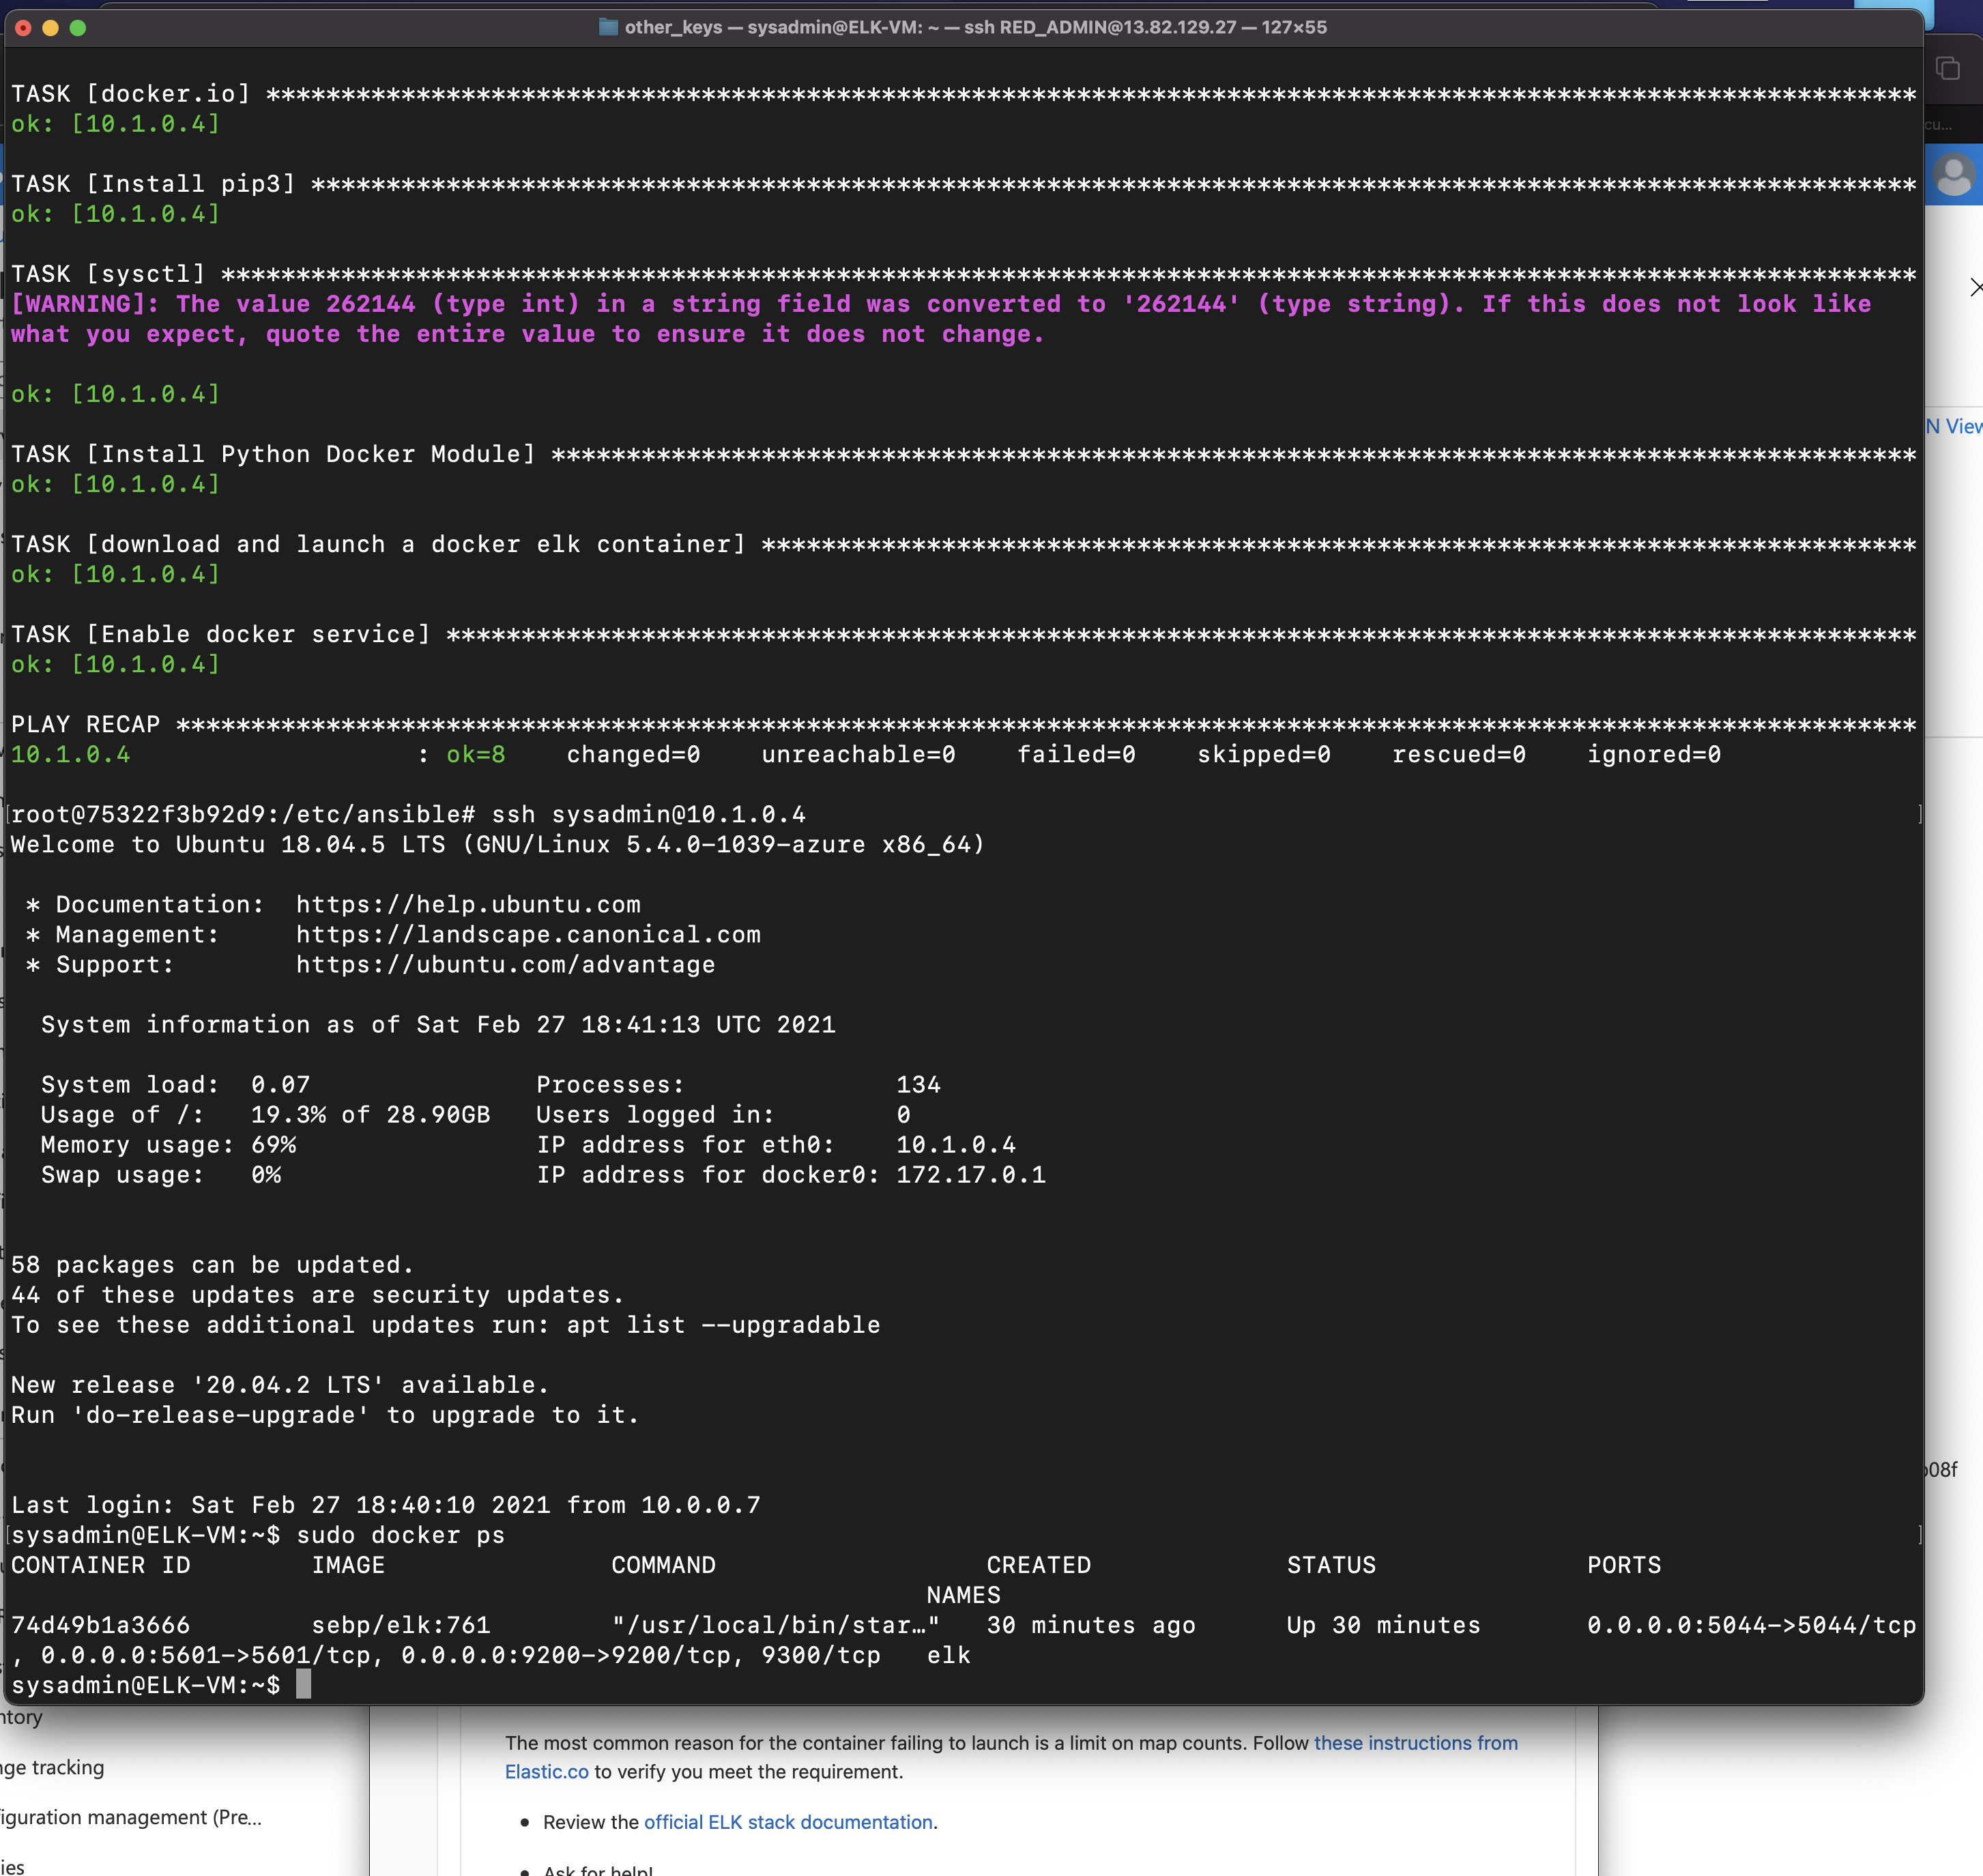 other_keys — sysadmin@ELK-VM: ~ — ssh RED_ADMIN@13.82.129.27 — 127×55
TASK [docker.io] **************************************************************************************************************
ok: [10.1.0.4]
TASK [Install pip3] ***********************************************************************************************************
ok: [10.1.0.4]
TASK [sysctl] *****************************************************************************************************************
[WARNING]: The value 262144 (type int) in a string field was converted to '262144' (type string). If this does not look like
what you expect, quote the entire value to ensure it does not change.
ok: [10.1.0.4]
TASK [Install Python Docker Module] *******************************************************************************************
ok: [10.1.0.4]
TASK [download and launch a docker elk container] *****************************************************************************
ok: [10.1.0.4]
TASK [Enable docker service] **************************************************************************************************
ok: [10.1.0.4]
PLAY RECAP ********************************************************************************************************************
10.1.0.4                   : ok=8    changed=0    unreachable=0    failed=0    skipped=0    rescued=0    ignored=0
[root@75322f3b92d9:/etc/ansible# ssh sysadmin@10.1.0.4 ]
Welcome to Ubuntu 18.04.5 LTS (GNU/Linux 5.4.0-1039-azure x86_64)
* Documentation:  https://help.ubuntu.com
* Management:     https://landscape.canonical.com
* Support:        https://ubuntu.com/advantage
System information as of Sat Feb 27 18:41:13 UTC 2021
System load:  0.07               Processes:              134
Usage of /:   19.3% of 28.90GB   Users logged in:        0
Memory usage: 69%                IP address for eth0:    10.1.0.4
Swap usage:   0%                 IP address for docker0: 172.17.0.1
58 packages can be updated.
44 of these updates are security updates.
To see these additional updates run: apt list --upgradable
New release '20.04.2 LTS' available.
Run 'do-release-upgrade' to upgrade to it.
Last login: Sat Feb 27 18:40:10 2021 from 10.0.0.7
[sysadmin@ELK-VM:~$ sudo docker ps ]
CONTAINER ID        IMAGE               COMMAND                  CREATED             STATUS              PORTS
NAMES
74d49b1a3666        sebp/elk:761        "/usr/local/bin/star…"   30 minutes ago      Up 30 minutes       0.0.0.0:5044->5044/tcp
, 0.0.0.0:5601->5601/tcp, 0.0.0.0:9200->9200/tcp, 9300/tcp   elk
sysadmin@ELK-VM:~$
cu...
N View
b08f
ntory
nge tracking
iguration management (Pre...
ies
The most common reason for the container failing to launch is a limit on map counts. Follow these instructions from
Elastic.co to verify you meet the requirement.
• Review the official ELK stack documentation.
• Ask for help!